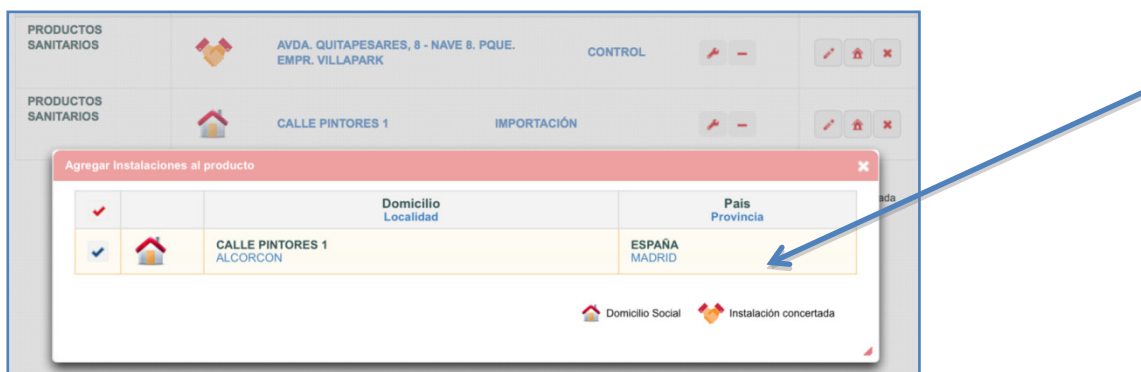 PRODUCTOS
SANITARIOS
AVDA. QUITAPESARES, 8 - NAVE 8. PQUE.
EMPR. VILLAPARK
CONTROL
PRODUCTOS
SANITARIOS
CALLE PINTORES 1
IMPORTACIÓN
Agregar Instalaciones al producto
ada
Domicilio
Localidad
Pais
Provincia
CALLE PINTORES 1
ALCORCON
ESPAÑA
MADRID
Domicilio Social
Instalación concertada